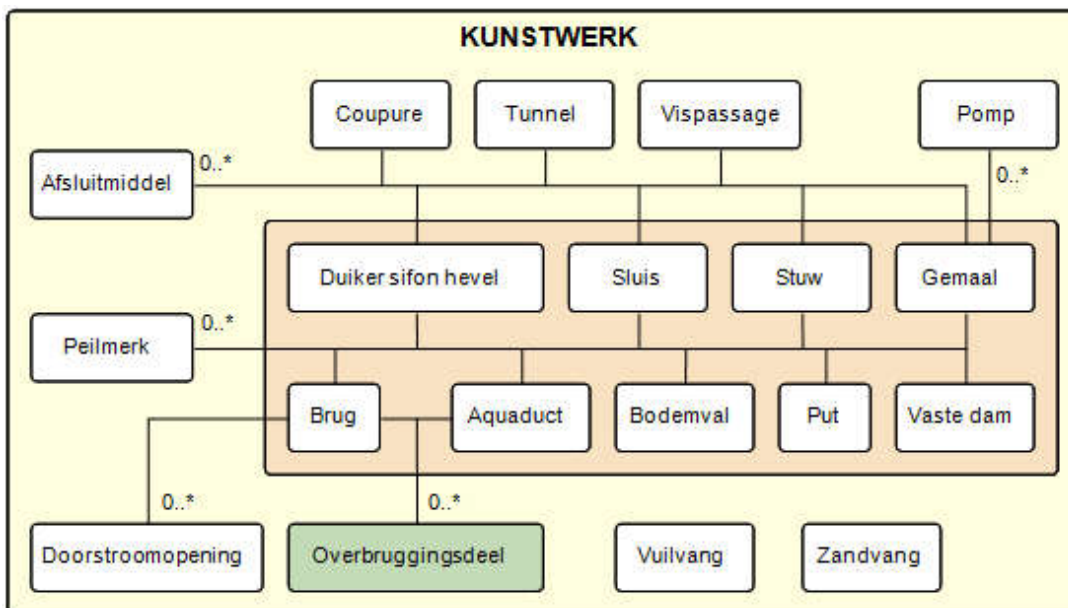 KUNSTWERK
Coupure
Tunnel
Vispassage
Pomp
Afsluitmiddel
0..*
0..*
Duiker sifon hevel
Sluis
Stuw
Gemaal
Peilmerk
0..*
Brug
Aquaduct
Bodemval
Put
Vaste dam
0..*
0..*
Doorstroomopening
Overbruggingsdeel
Vuilvang
Zandvang